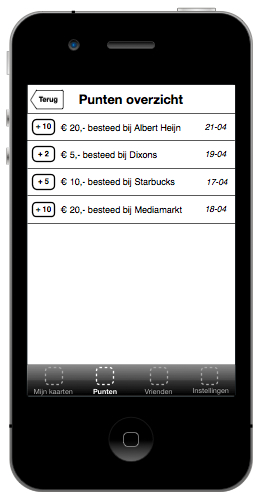 Terug Punten overzicht
+ 10 € 20,- besteed bij Albert Heijn 21-04
+ 2 € 5,- besteed bij Dixons 19-04
+ 5 € 10,- besteed bij Starbucks 17-04
+ 10 € 20,- besteed bij Mediamarkt 18-04
Mijn kaarten Punten Vrienden Instellingen